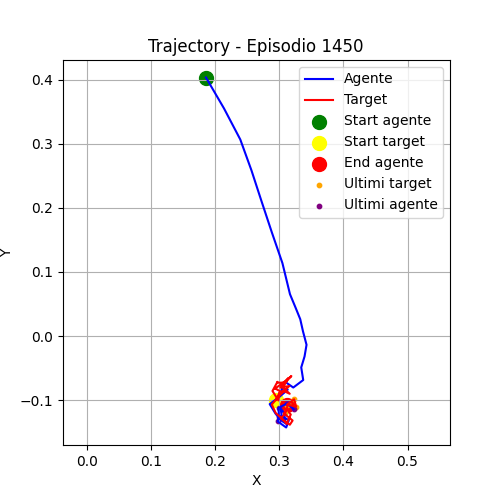 Trajectory - Episodio 1450
Agente
Target
Start agente
Start target
End agente
Ultimi target
Ultimi agente
0.4
0.3
0.2
0.1
0.0
−0.1
Y
0.0 0.1 0.2 0.3 0.4 0.5
X